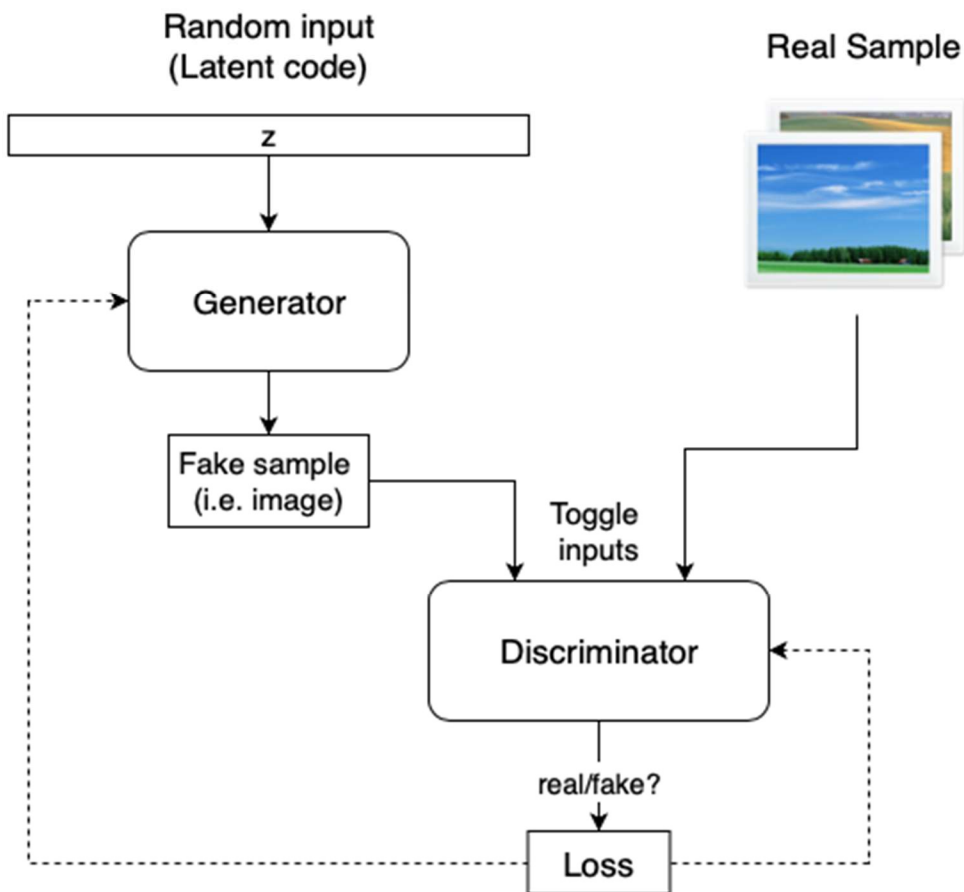 Random input
(Latent code)
Real Sample
z
Generator
Fake sample
(i.e. image)
Toggle
inputs
Discriminator
real/fake?
Loss